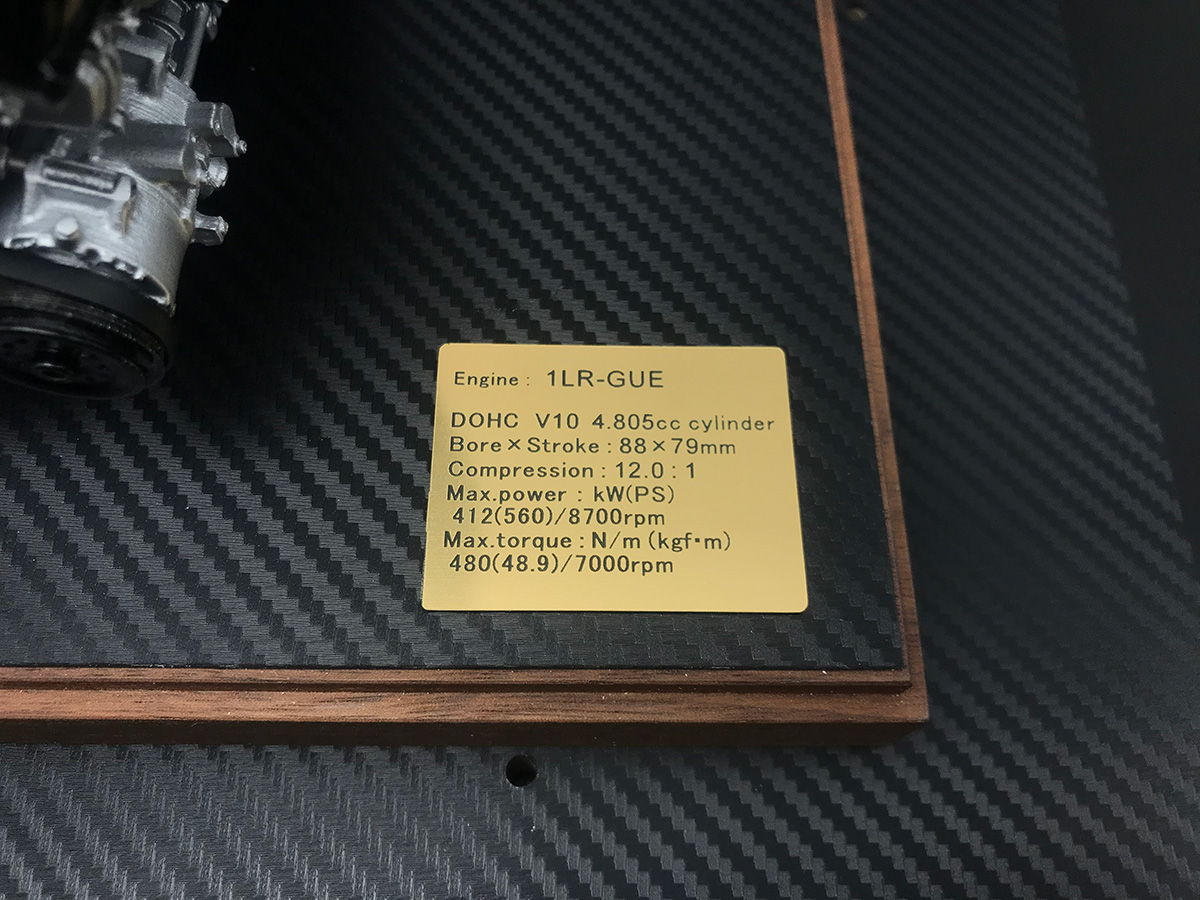 Engine : 1LR-GUE
DOHC V10 4.805cc cylinder
Bore×Stroke : 88×79mm
Compression : 12.0 : 1
Max.power : kW(PS)
412(560)/8700rpm
Max.torque : N/m (kgf・m)
480(48.9)/7000rpm